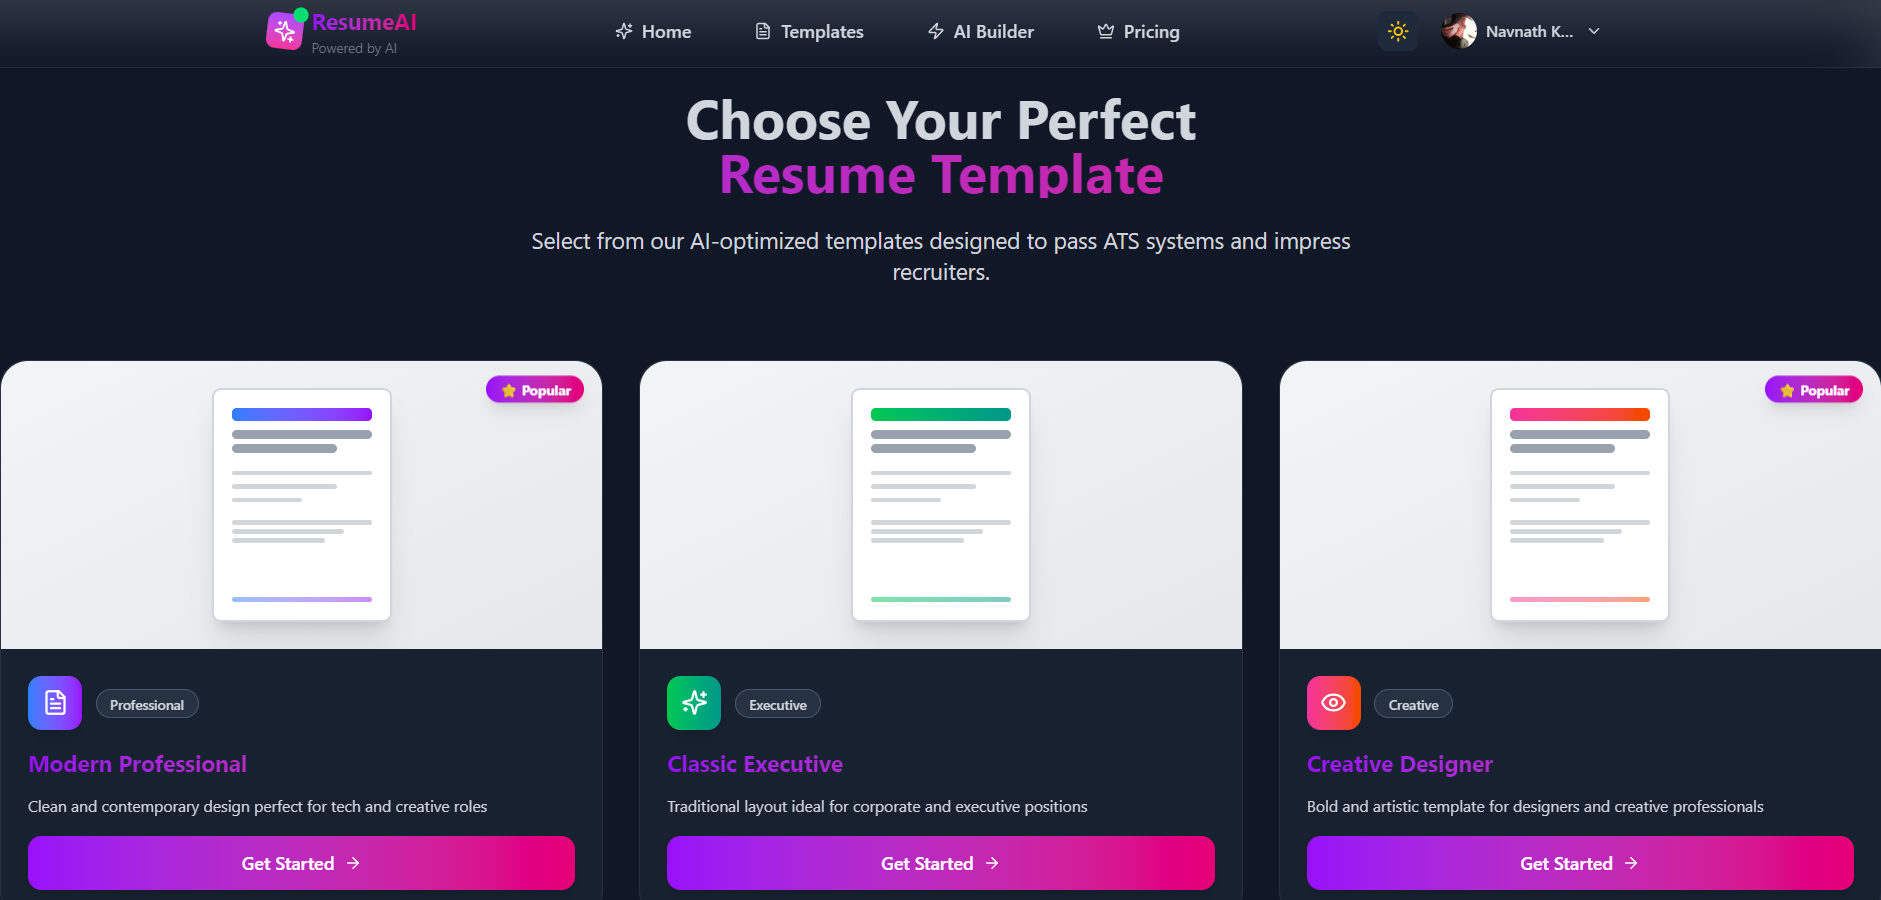 ResumeAI
Powered by AI
Home
Templates
AI Builder
Pricing
Navnath K...
Choose Your Perfect
Resume Template
Select from our AI-optimized templates designed to pass ATS systems and impress
recruiters.
Popular
Popular
Professional
Executive
Creative
Modern Professional
Classic Executive
Creative Designer
Clean and contemporary design perfect for tech and creative roles
Traditional layout ideal for corporate and executive positions
Bold and artistic template for designers and creative professionals
Get Started
Get Started
Get Started